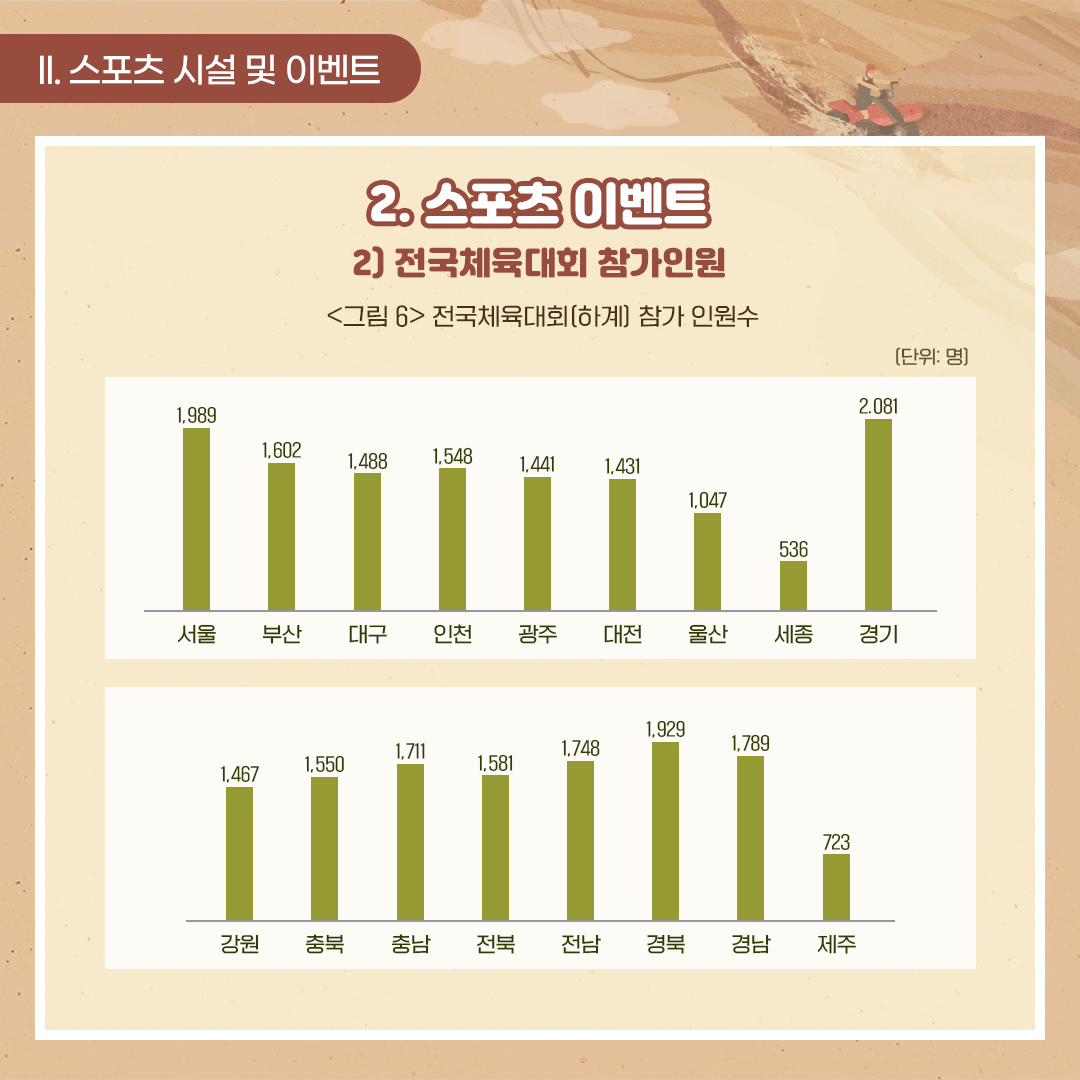 II. 스포츠 시설 및 이벤트
2. 스포츠 이벤트
2) 전국체육대회 참가인원
<그림 6> 전국체육대회(하계) 참가 인원수
(단위: 명)
1,989 1,602 1,488 1,548 1,441 1,431 1,047 536 2.081
서울 부산 대구 인천 광주 대전 울산 세종 경기
1,467 1,550 1,711 1,581 1,748 1,929 1,789 723
강원 충북 충남 전북 전남 경북 경남 제주